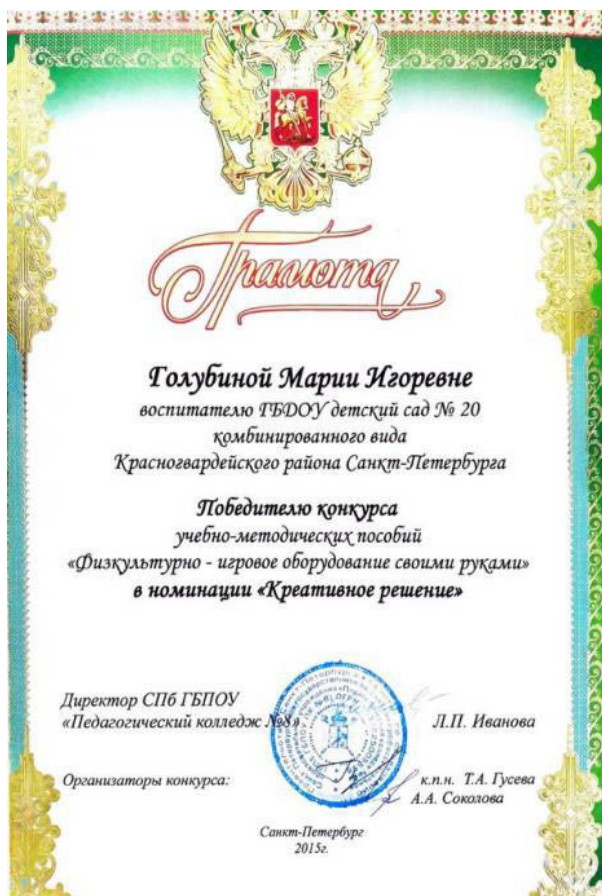 Грамота
Голубиной Марии Игоревне
воспитателю ГБДОУ детский сад № 20
комбинированного вида
Красногвардейского района Санкт-Петербурга
Победителю конкурса
учебно-методических пособий
«Физкультурно - игровое оборудование своими руками»
в номинации «Креативное решение»
Директор СПб ГБПОУ
«Педагогический колледж №8»
Л.П. Иванова
Организаторы конкурса:
к.п.н. Т.А. Гусева
А.А. Соколова
Санкт-Петербург
2015г.